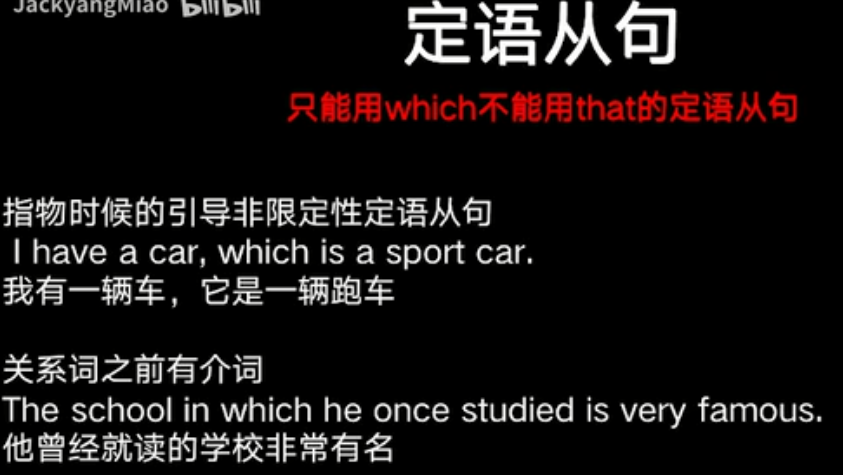 JackyangMiao bilibili
定语从句
只能用which不能用that的定语从句
指物时候的引导非限定性定语从句
I have a car, which is a sport car.
我有一辆车，它是一辆跑车
关系词之前有介词
The school in which he once studied is very famous.
他曾经就读的学校非常有名